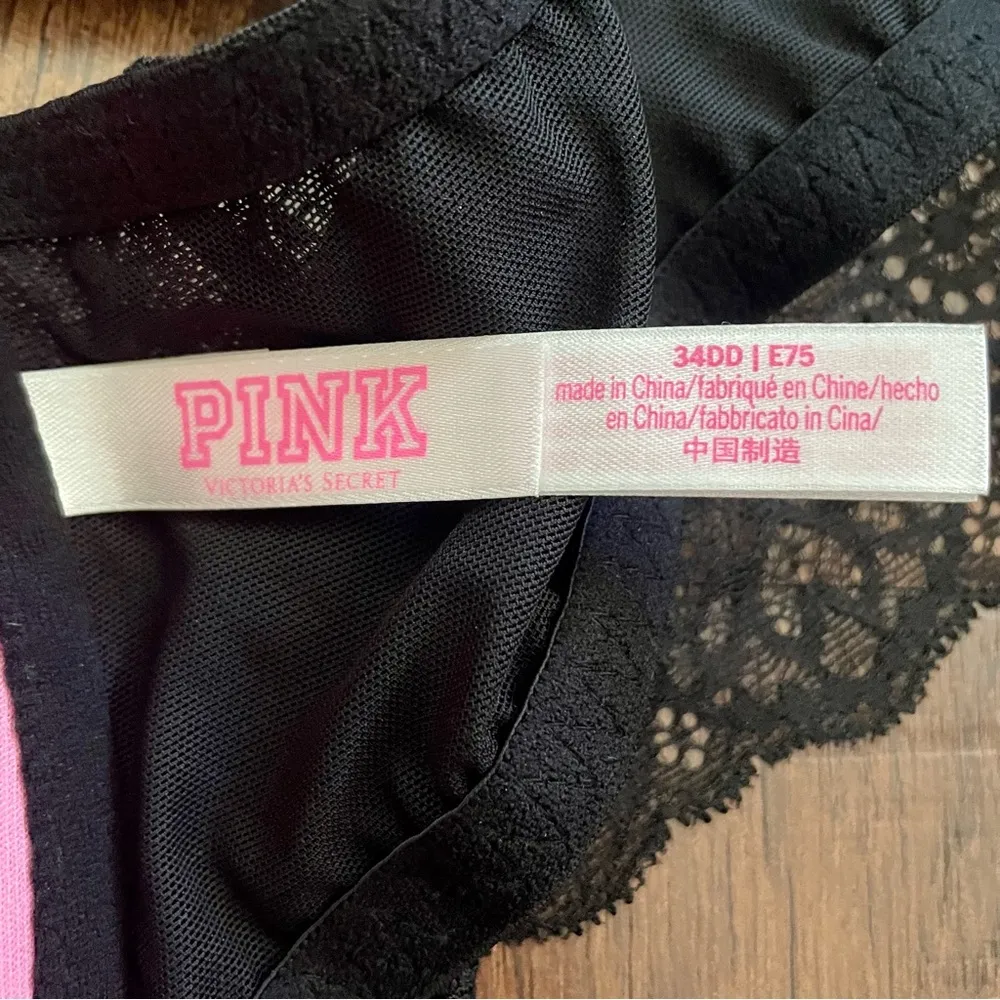 PINK
VICTORIA'S SECRET
34DD | E75
made in China/fabriqué en Chine/hecho
en China/fabbricato in Cina/
中国制造